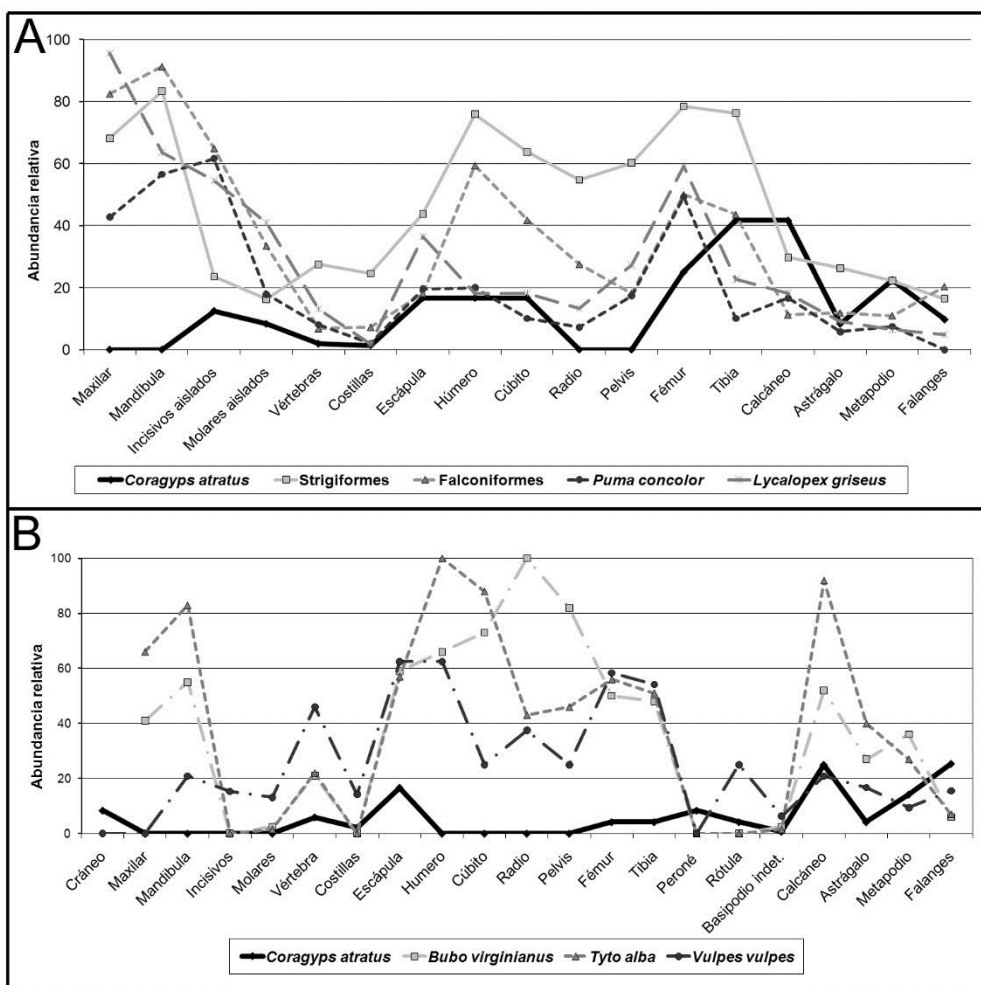 A
100
80
60
40
20
0
Abundancia relativa
Maxilar
Mandíbula
Incisivos aislados
Molares aislados
Vértebras
Costillas
Escápula
Húmero
Cúbito
Radio
Pelvis
Fémur
Tibia
Calcáneo
Astrágalo
Metapodio
Falanges
Coragyps atratus Strigiformes Falconiformes Puma concolor Lycalopex griseus
B
100
80
60
40
20
0
Abundancia relativa
Cráneo
Maxilar
Mandibula
Incisivos
Molares
Vértebra
Costillas
Escápula
Humero
Cúbito
Radio
Pelvis
Fémur
Tibia
Peroné
Rótula
Basipodio indet.
Calcáneo
Astrágalo
Metapodio
Falanges
Coragyps atratus Bubo virginianus Tyto alba Vulpes vulpes